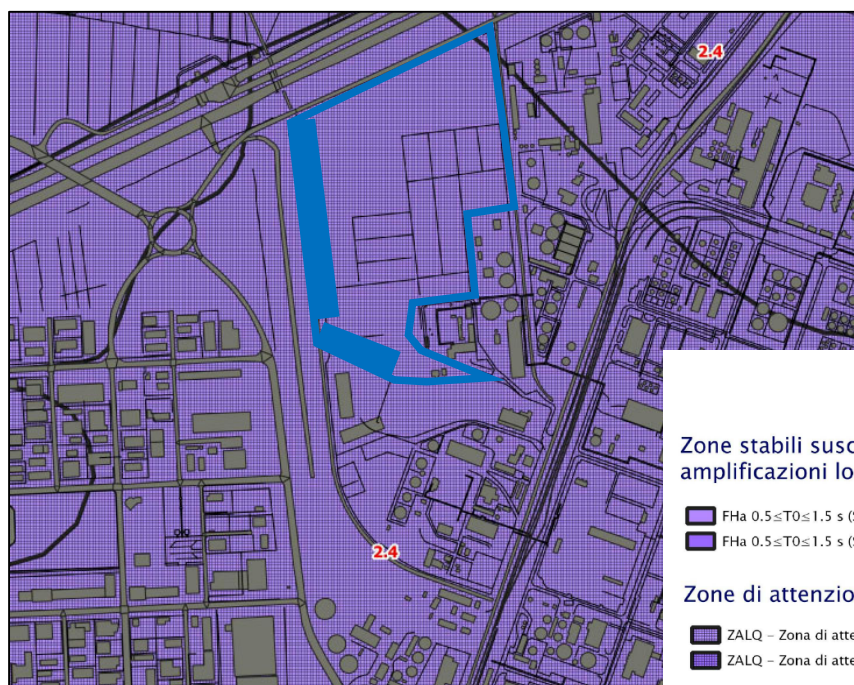 2.4
2.4
Zone stabili susc
amplificazioni lo
FHa 0.5≤T0≤1.5 s (S
FHa 0.5≤T0≤1.5 s (S
Zone di attenzio
ZALQ – Zona di atte
ZALQ – Zona di atte